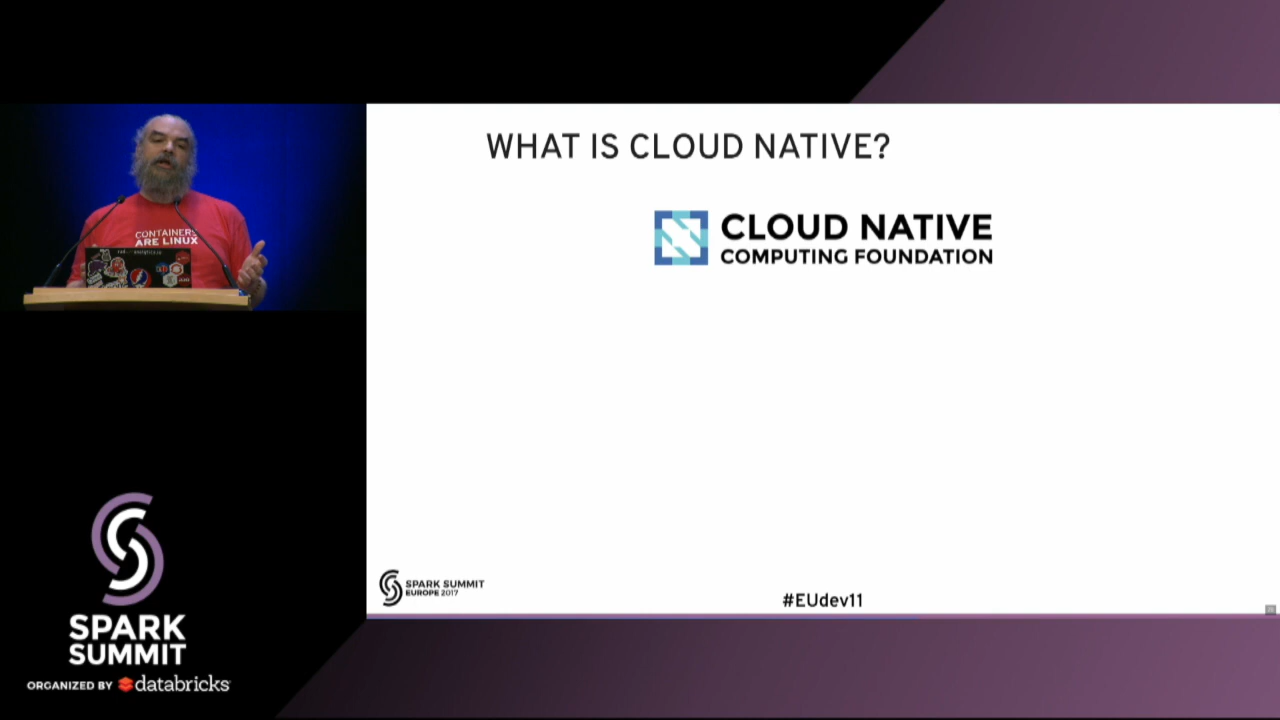 WHAT IS CLOUD NATIVE?
CLOUD NATIVE
COMPUTING FOUNDATION
CONTAINERS
ARE LINUX
SPARK SUMMIT
EUROPE 2017
#EUdev11
SPARK
SUMMIT
ORGANIZED BY databricks